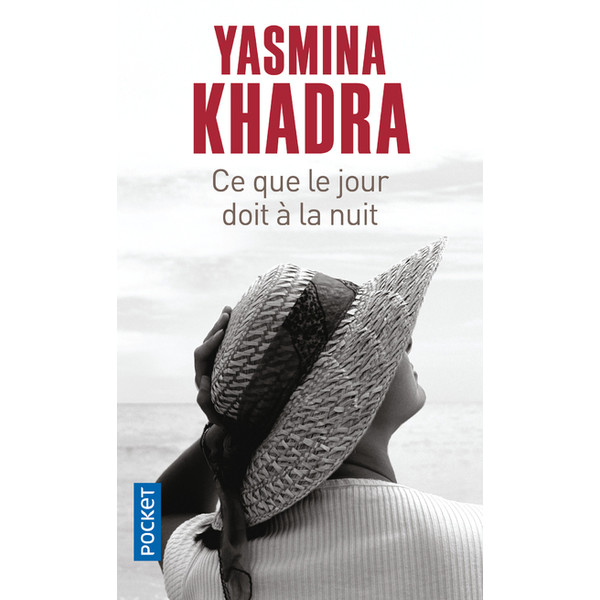 YASMINA
KHADRA
Ce que le jour
doit à la nuit
POCKET